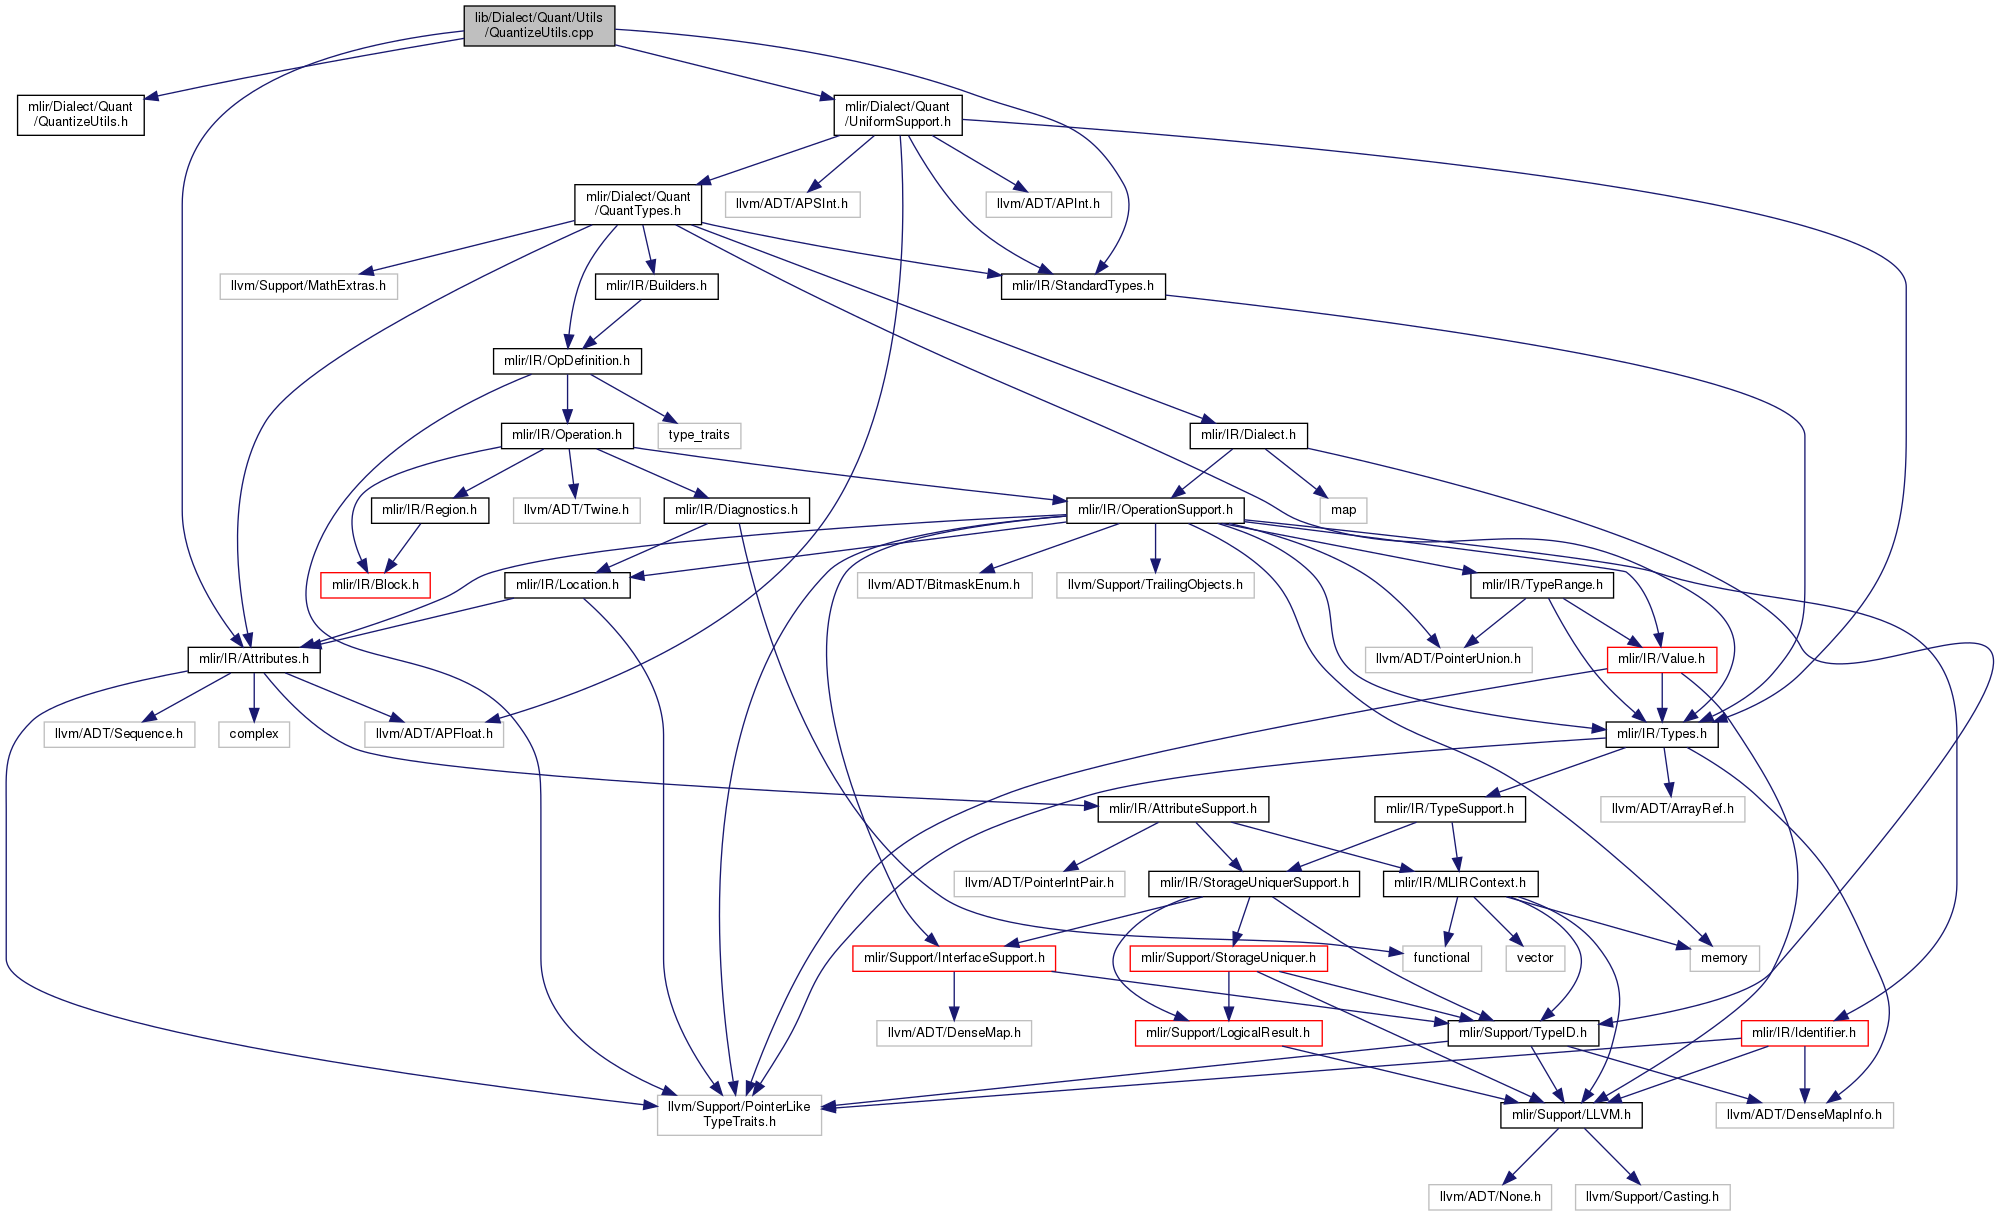 lib/Dialect/Quant/Utils
/QuantizeUtils.cpp
mlir/Dialect/Quant
/QuantizeUtils.h
mlir/Dialect/Quant
/UniformSupport.h
mlir/Dialect/Quant
/QuantTypes.h
llvm/ADT/APSInt.h
llvm/ADT/APInt.h
llvm/Support/MathExtras.h
mlir/IR/Builders.h
mlir/IR/StandardTypes.h
mlir/IR/OpDefinition.h
mlir/IR/Operation.h
type_traits
mlir/IR/Dialect.h
mlir/IR/Region.h
llvm/ADT/Twine.h
mlir/IR/Diagnostics.h
mlir/IR/OperationSupport.h
map
mlir/IR/Block.h
mlir/IR/Location.h
llvm/ADT/BitmaskEnum.h
llvm/Support/TrailingObjects.h
mlir/IR/TypeRange.h
mlir/IR/Attributes.h
llvm/ADT/PointerUnion.h
mlir/IR/Value.h
llvm/ADT/Sequence.h
complex
llvm/ADT/APFloat.h
mlir/IR/Types.h
mlir/IR/AttributeSupport.h
mlir/IR/TypeSupport.h
llvm/ADT/ArrayRef.h
llvm/ADT/PointerIntPair.h
mlir/IR/StorageUniquerSupport.h
mlir/IR/MLIRContext.h
mlir/Support/InterfaceSupport.h
mlir/Support/StorageUniquer.h
functional
vector
memory
llvm/ADT/DenseMap.h
mlir/Support/LogicalResult.h
mlir/Support/TypeID.h
mlir/IR/Identifier.h
llvm/Support/PointerLike
TypeTraits.h
mlir/Support/LLVM.h
llvm/ADT/DenseMapInfo.h
llvm/ADT/None.h
llvm/Support/Casting.h